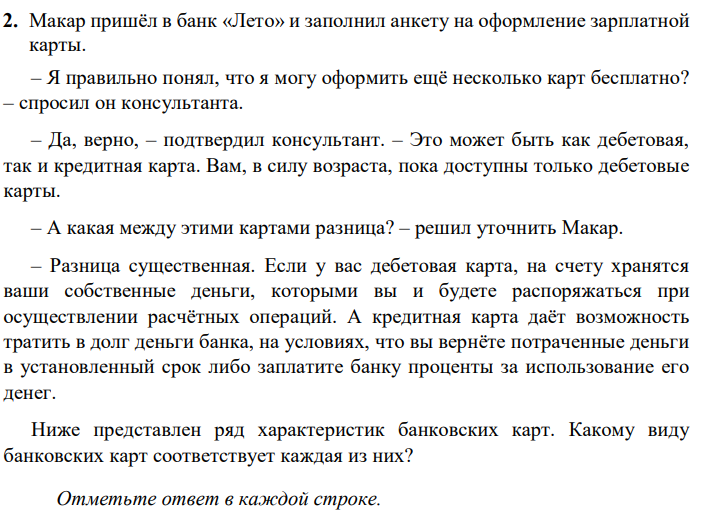 2. Макар пришёл в банк «Лето» и заполнил анкету на оформление зарплатной
карты.
– Я правильно понял, что я могу оформить ещё несколько карт бесплатно?
– спросил он консультанта.
– Да, верно, – подтвердил консультант. – Это может быть как дебетовая,
так и кредитная карта. Вам, в силу возраста, пока доступны только дебетовые
карты.
– А какая между этими картами разница? – решил уточнить Макар.
– Разница существенная. Если у вас дебетовая карта, на счету хранятся
ваши собственные деньги, которыми вы и будете распоряжаться при
осуществлении расчётных операций. А кредитная карта даёт возможность
тратить в долг деньги банка, на условиях, что вы вернёте потраченные деньги
в установленный срок либо заплатите банку проценты за использование его
денег.
Ниже представлен ряд характеристик банковских карт. Какому виду
банковских карт соответствует каждая из них?
Отметьте ответ в каждой строке.